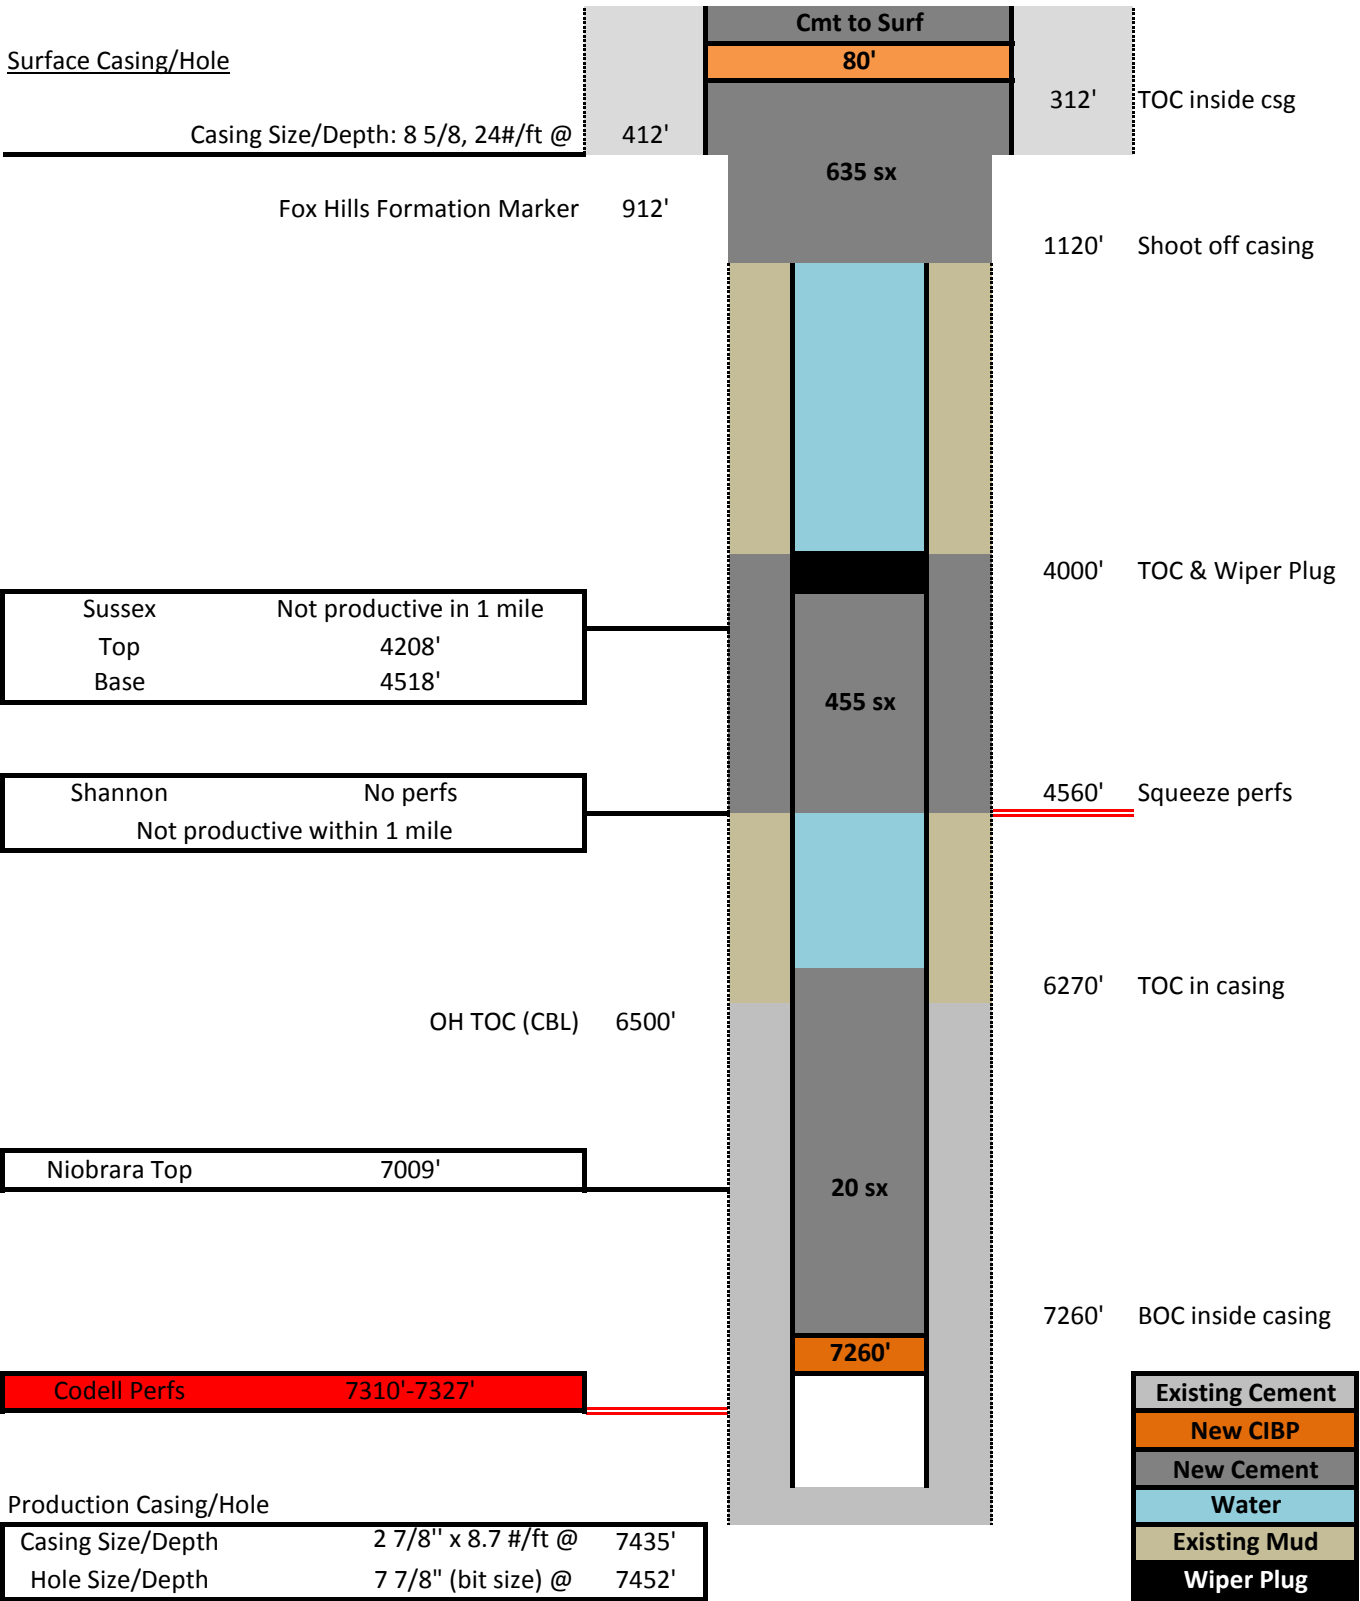 Cmt to Surf
Surface Casing/Hole
80'
312' TOC inside csg
Casing Size/Depth: 8 5/8, 24#/ft @ 412'
635 sx
Fox Hills Formation Marker 912'
1120' Shoot off casing
4000' TOC & Wiper Plug
Sussex Not productive in 1 mile
Top 4208'
Base 4518'
455 sx
Shannon No perfs
4560' Squeeze perfs
Not productive within 1 mile
6270' TOC in casing
OH TOC (CBL) 6500'
Niobrara Top 7009'
20 sx
7260' BOC inside casing
7260'
Codell Perfs 7310'-7327'
Existing Cement
New CIBP
New Cement
Production Casing/Hole
Water
Casing Size/Depth 2 7/8" x 8.7 #/ft @ 7435'
Existing Mud
Hole Size/Depth 7 7/8" (bit size) @ 7452'
Wiper Plug